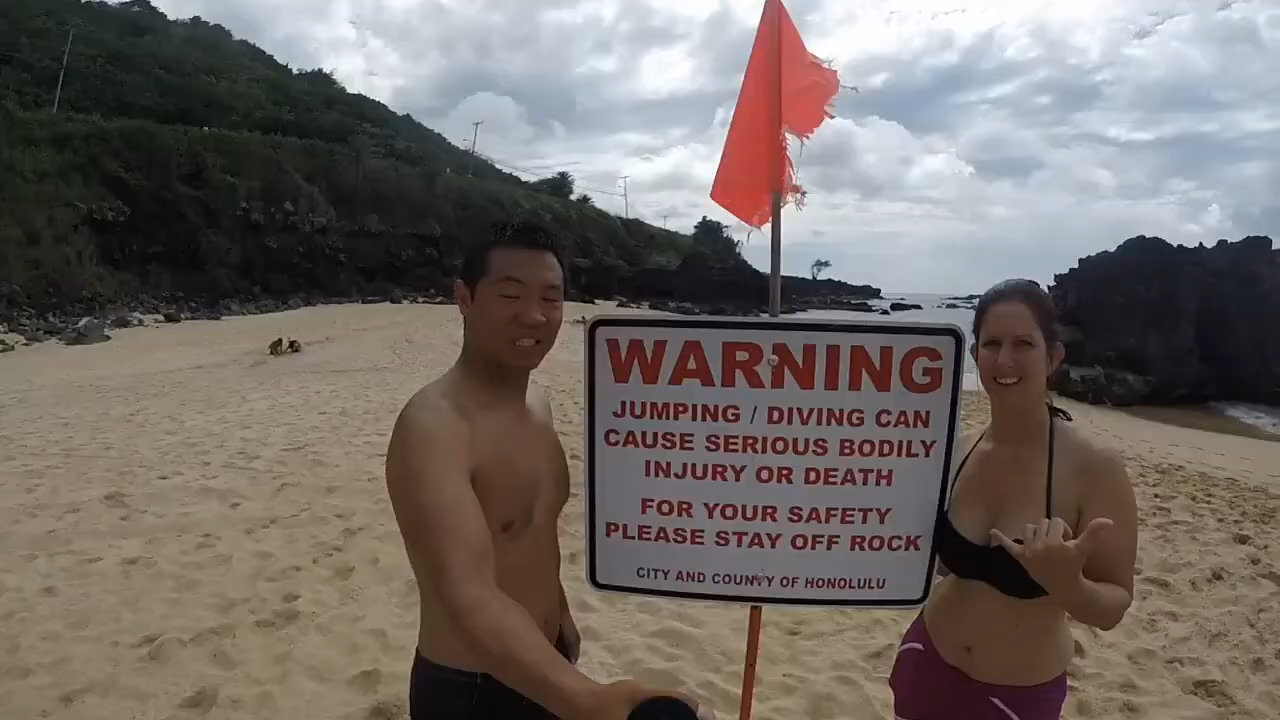 WARNING
JUMPING / DIVING CAN
CAUSE SERIOUS BODILY
INJURY OR DEATH
FOR YOUR SAFETY
PLEASE STAY OFF ROCK
CITY AND COUNTY OF HONOLULU